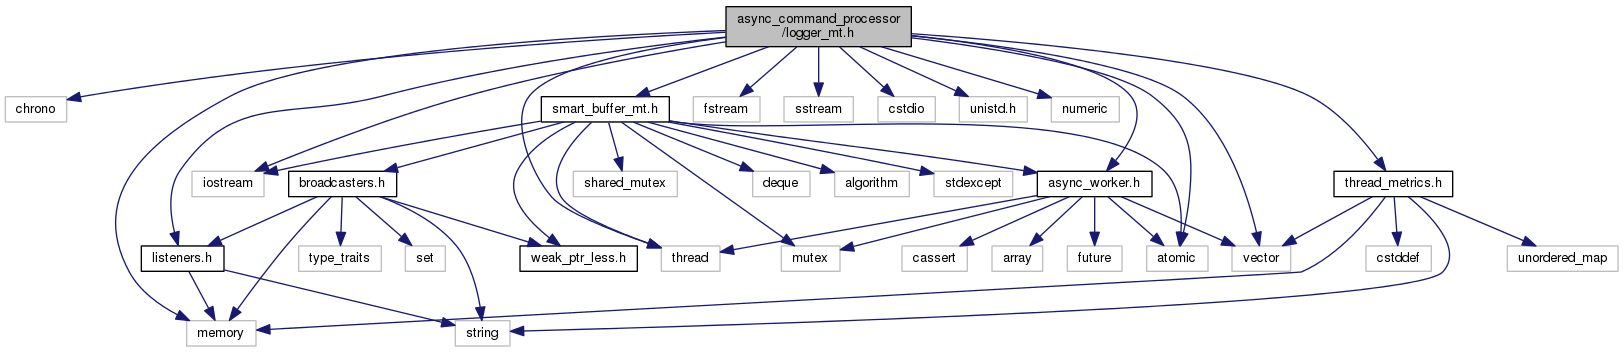 async_command_processor
/logger_mt.h
chrono
smart_buffer_mt.h
fstream
sstream
cstdio
unistd.h
numeric
iostream
broadcasters.h
shared_mutex
deque
algorithm
stdexcept
async_worker.h
thread_metrics.h
listeners.h
type_traits
set
weak_ptr_less.h
thread
mutex
cassert
array
future
atomic
vector
cstddef
unordered_map
memory
string